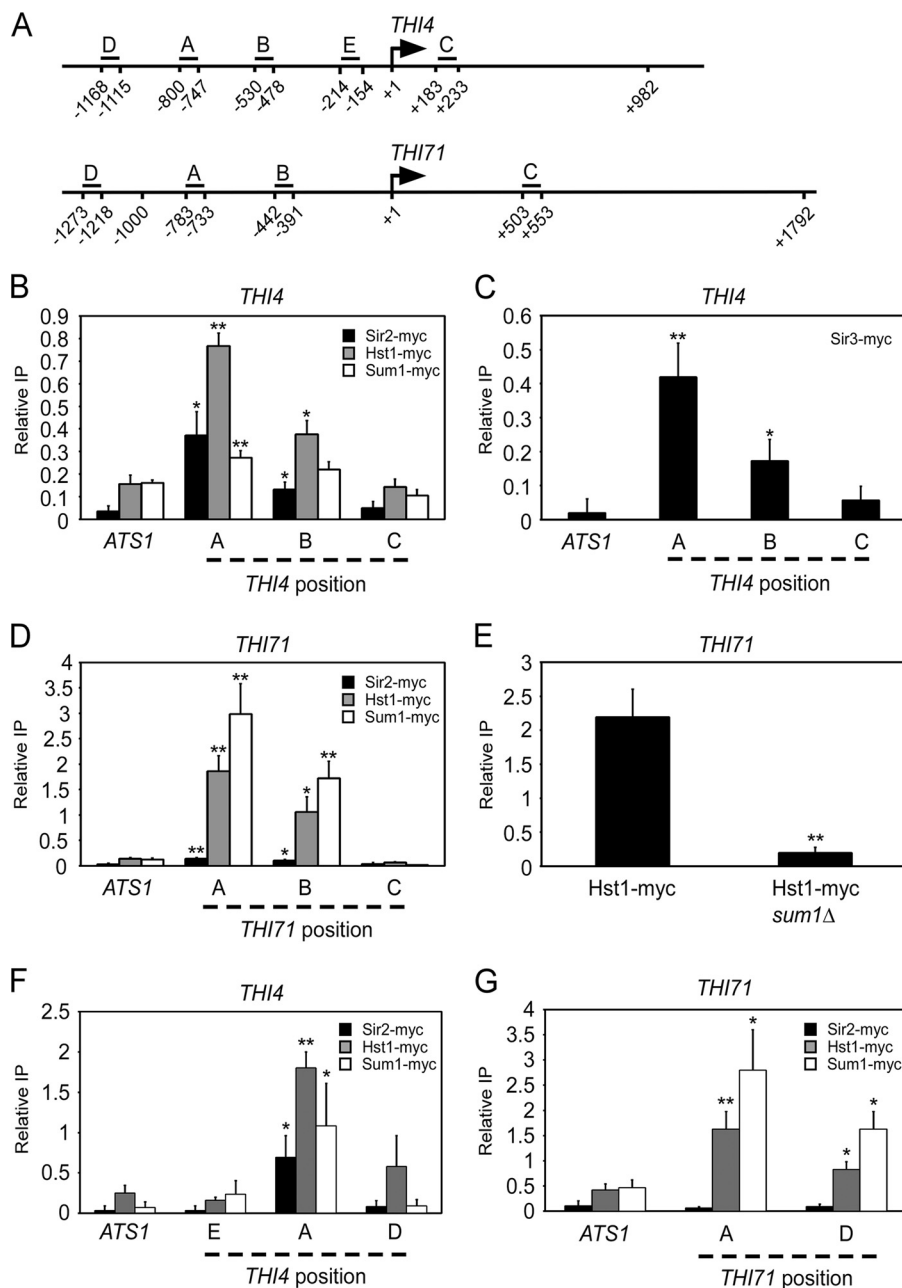 A
THI4
D A B E C
-1168 -1115 -800 -747 -530 -478 -214 -154 +1 +183 +233 +982
THI71
D A B C
-1273 -1218 -1000 -783 -733 -442 -391 +1 +503 +553 +1792
B
THI4
Relative IP
0.9
0.8
0.7
0.6
0.5
0.4
0.3
0.2
0.1
0
Sir2-myc
Hst1-myc
Sum1-myc
* ** ** * *
ATS1 A B C
THI4 position
C
THI4
Relative IP
0.6
0.5
0.4
0.3
0.2
0.1
0
Sir3-myc
** *
ATS1 A B C
THI4 position
D
THI71
Relative IP
4
3.5
3
2.5
2
1.5
1
0.5
0
Sir2-myc
Hst1-myc
Sum1-myc
** ** ** * * **
ATS1 A B C
THI71 position
E
THI71
Relative IP
3
2.5
2
1.5
1
0.5
0
**
Hst1-myc Hst1-myc
sum1Δ
F
THI4
Relative IP
2.5
2
1.5
1
0.5
0
Sir2-myc
Hst1-myc
Sum1-myc
* ** *
ATS1 E A D
THI4 position
G
THI71
Relative IP
4
3.5
3
2.5
2
1.5
1
0.5
0
Sir2-myc
Hst1-myc
Sum1-myc
** * * *
ATS1 A D
THI71 position